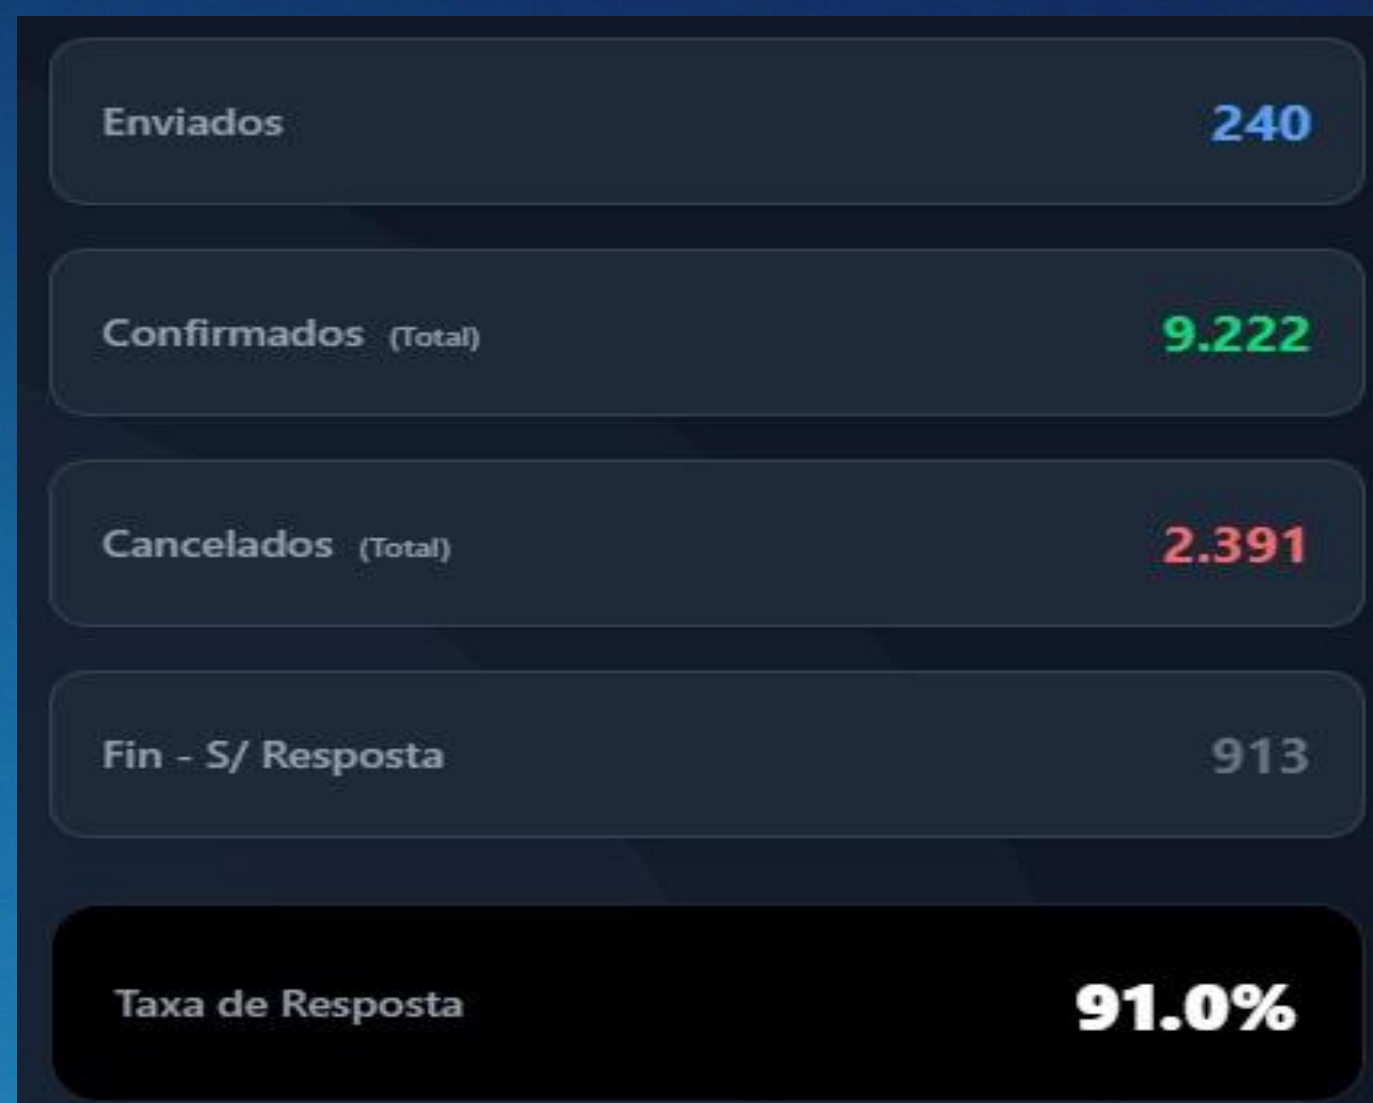 Enviados 240
Confirmados (Total) 9.222
Cancelados (Total) 2.391
Fin - S/ Resposta 913
Taxa de Resposta 91.0%